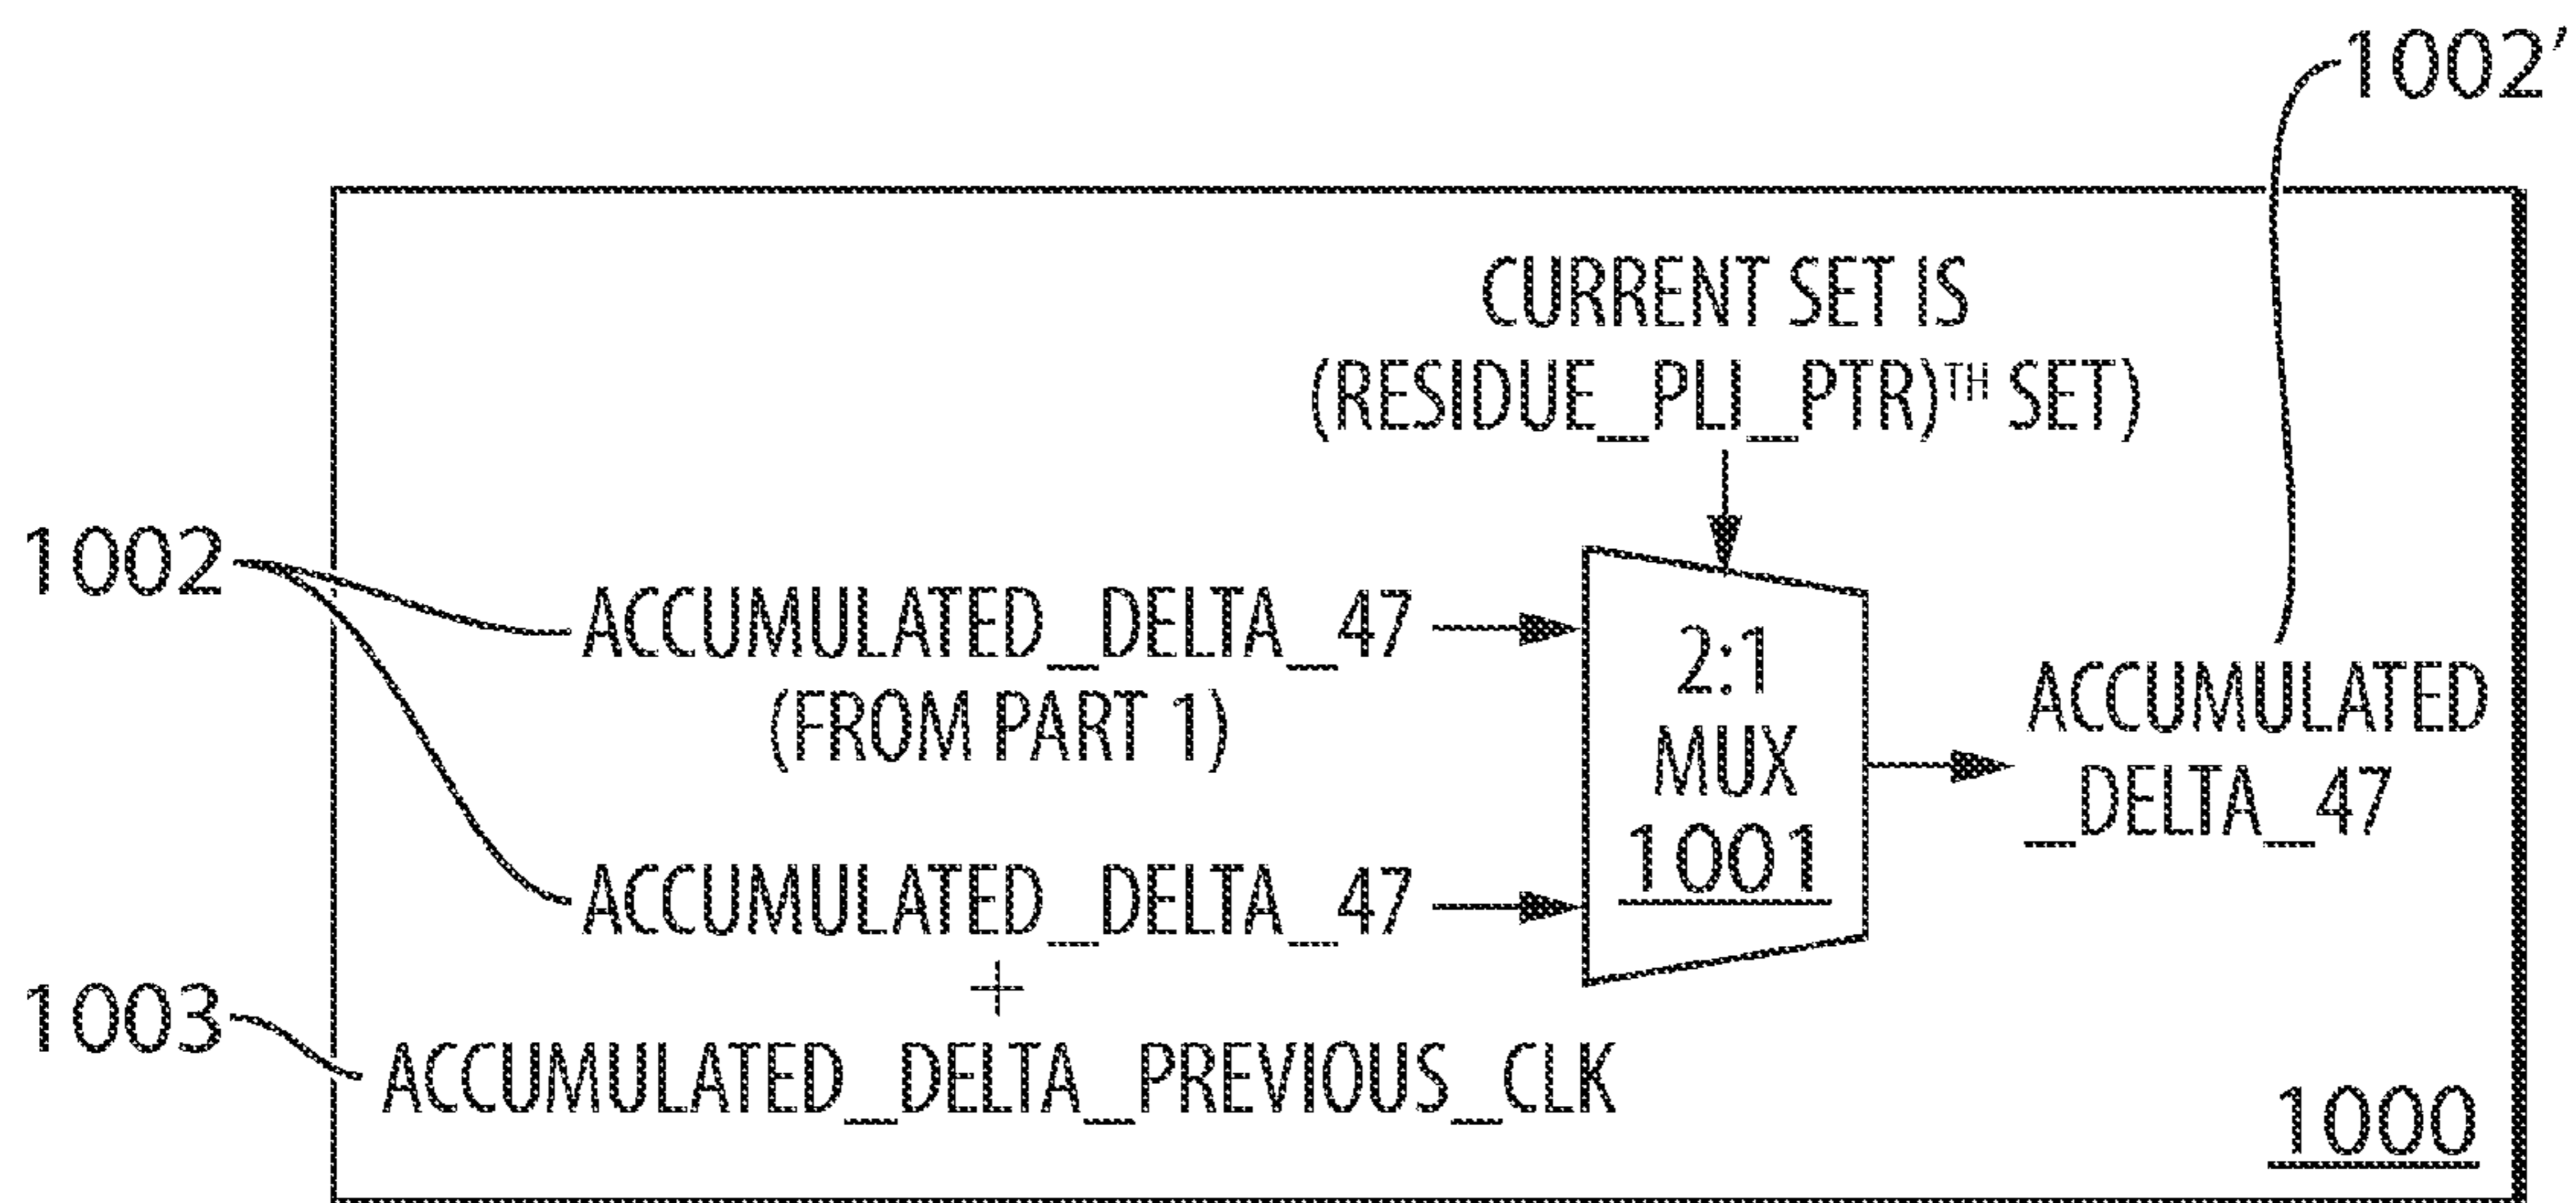 1002'
CURRENT SET IS
(RESIDUE_PLI_PTR)TH SET)
1002
ACCUMULATED_DELTA_47
(FROM PART 1)
2:1
MUX
1001
ACCUMULATED
_DELTA_47
ACCUMULATED_DELTA_47
+
1003
ACCUMULATED_DELTA_PREVIOUS_CLK
1000